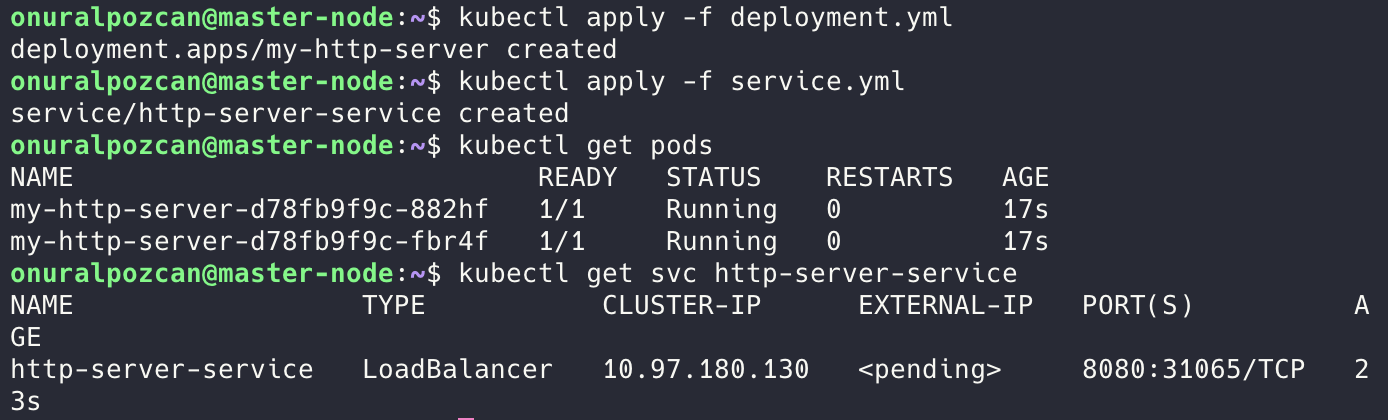 onuralpozcan@master-node:~$ kubectl apply -f deployment.yml
deployment.apps/my-http-server created
onuralpozcan@master-node:~$ kubectl apply -f service.yml
service/http-server-service created
onuralpozcan@master-node:~$ kubectl get pods
NAME                             READY   STATUS    RESTARTS   AGE
my-http-server-d78fb9f9c-882hf   1/1     Running   0          17s
my-http-server-d78fb9f9c-fbr4f   1/1     Running   0          17s
onuralpozcan@master-node:~$ kubectl get svc http-server-service
NAME                  TYPE           CLUSTER-IP      EXTERNAL-IP   PORT(S)          A
GE
http-server-service   LoadBalancer   10.97.180.130   <pending>     8080:31065/TCP   2
3s